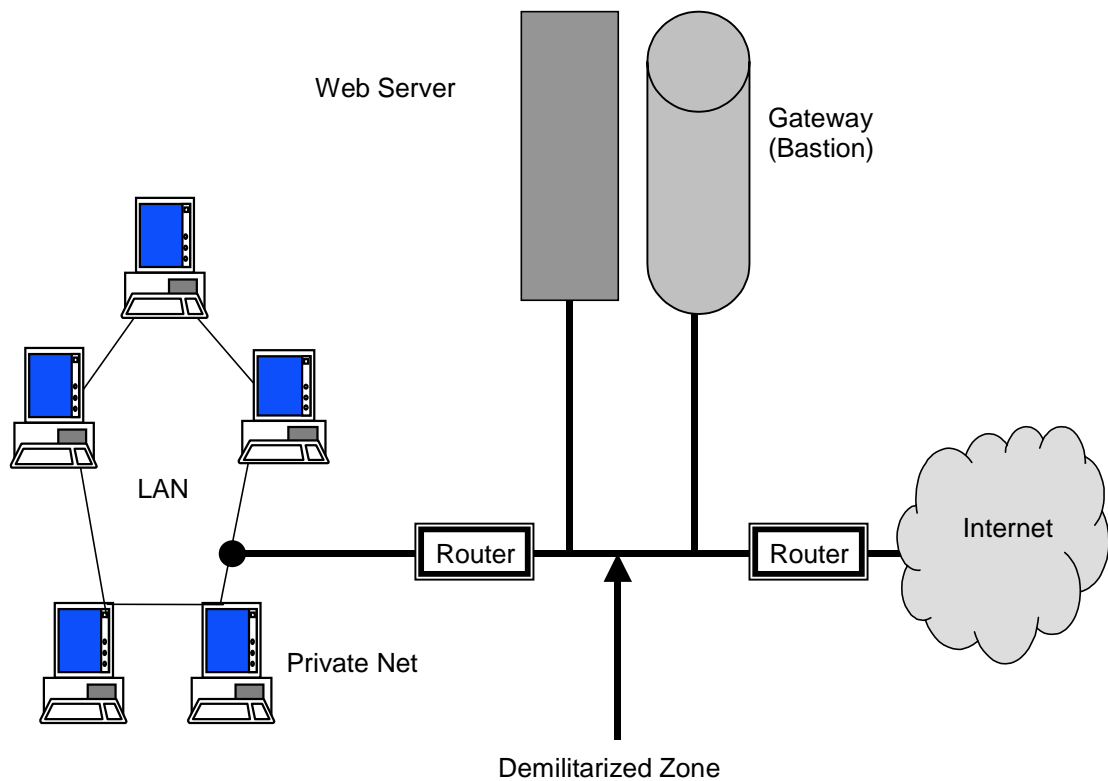 Web Server
Gateway
(Bastion)
LAN
Internet
Router
Router
Private Net
Demilitarized Zone